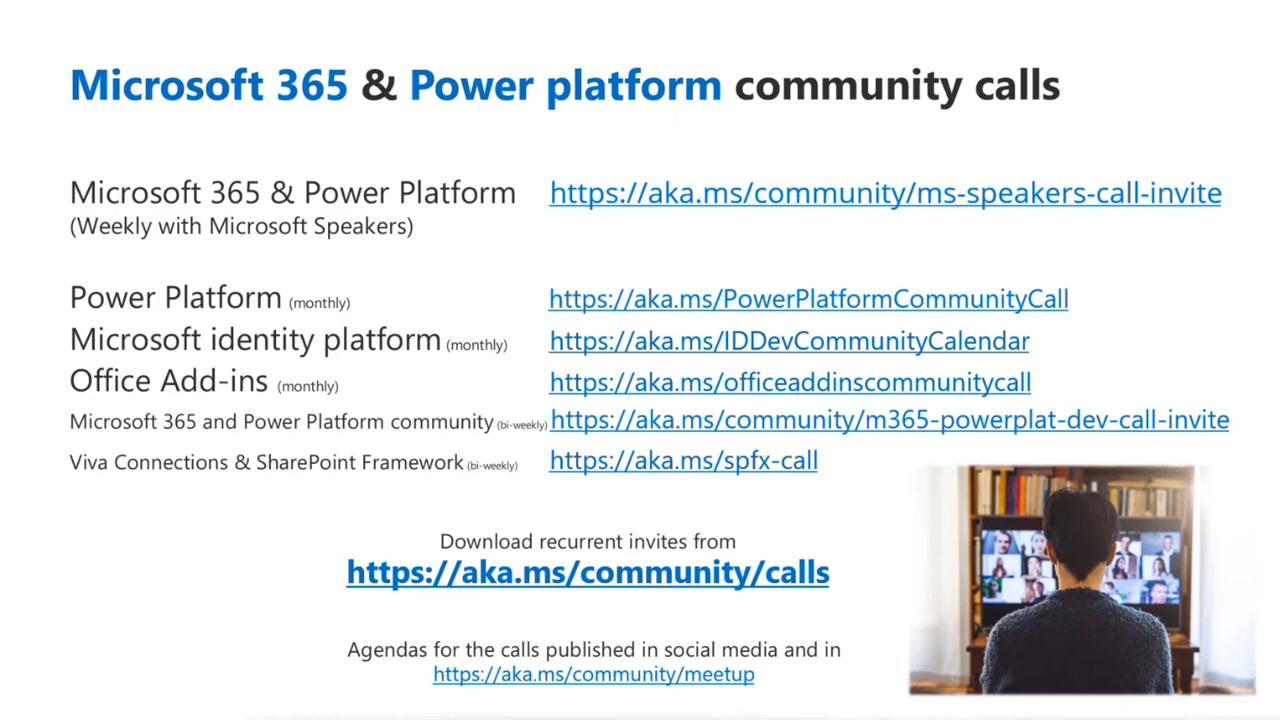 Microsoft 365 & Power platform community calls
Microsoft 365 & Power Platform https://aka.ms/community/ms-speakers-call-invite
(Weekly with Microsoft Speakers)
Power Platform (monthly) https://aka.ms/PowerPlatformCommunityCall
Microsoft identity platform (monthly) https://aka.ms/IDDevCommunityCalendar
Office Add-ins (monthly) https://aka.ms/officeaddinscommunitycall
Microsoft 365 and Power Platform community (bi-weekly) https://aka.ms/community/m365-powerplat-dev-call-invite
Viva Connections & SharePoint Framework (bi-weekly) https://aka.ms/spfx-call
Download recurrent invites from
https://aka.ms/community/calls
Agendas for the calls published in social media and in
https://aka.ms/community/meetup